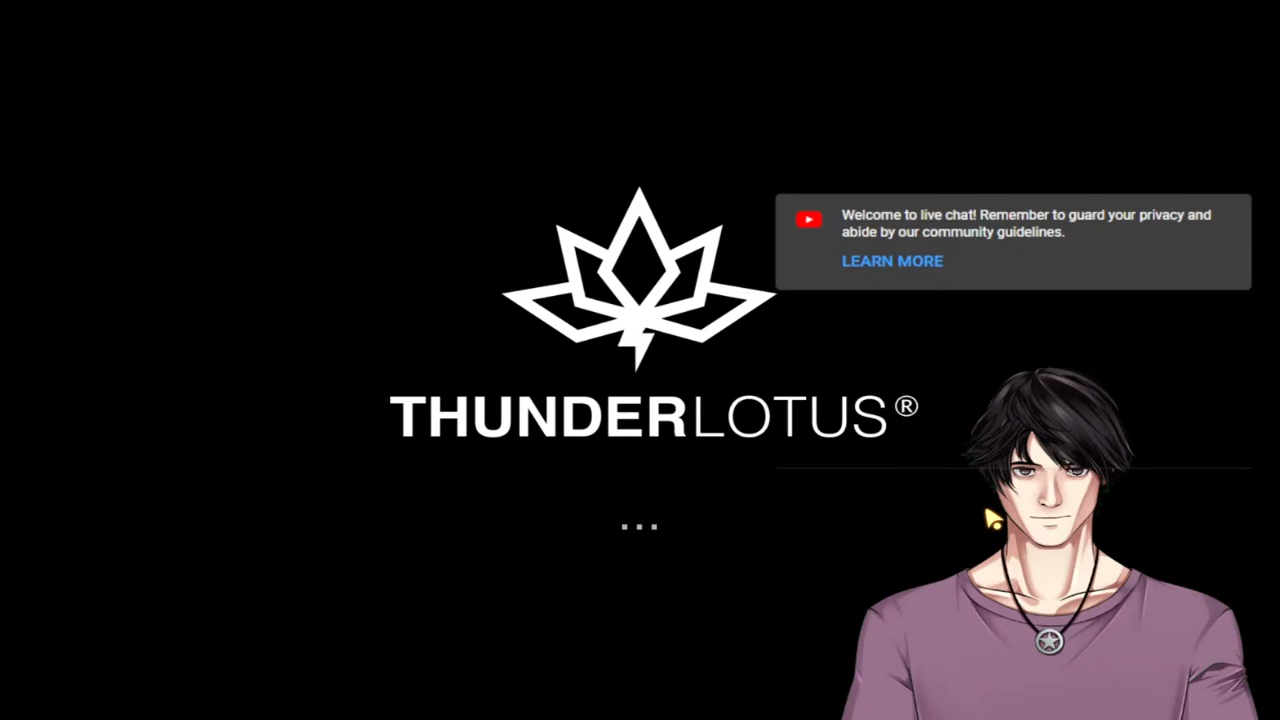 Welcome to live chat! Remember to guard your privacy and
abide by our community guidelines.
LEARN MORE
THUNDERLOTUS®
...